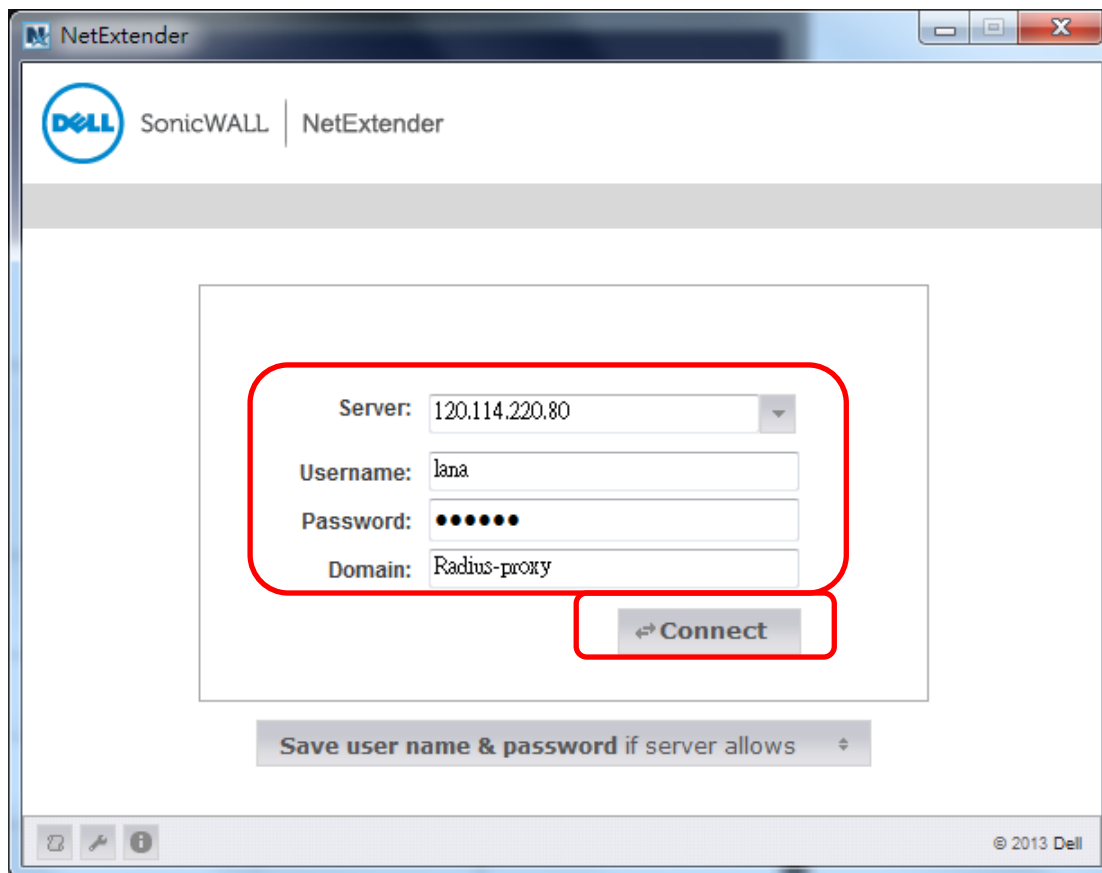 NetExtender
DELL SonicWALL | NetExtender
Server: 120.114.220.80
Username: lana
Password: ●●●●●●
Domain: Radius-proxy
Connect
Save user name & password if server allows
© 2013 Dell